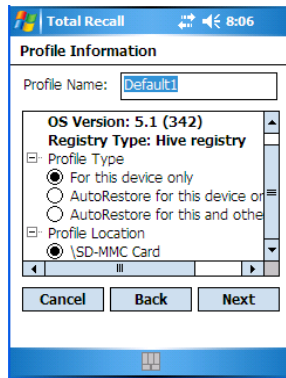 Total Recall 8:06
Profile Information
Profile Name: Default1
OS Version: 5.1 (342)
Registry Type: Hive registry
Profile Type
For this device only
AutoRestore for this device or
AutoRestore for this and othe
Profile Location
\SD-MMC Card
Cancel Back Next